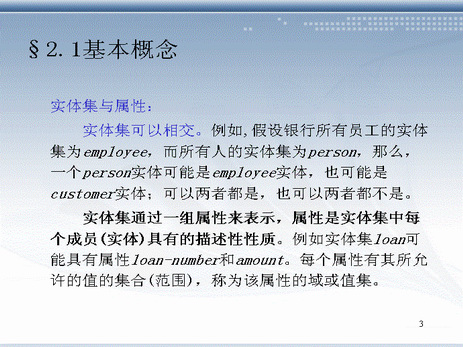 §2.1基本概念
实体集与属性：
实体集可以相交。例如,假设银行所有员工的实体
集为employee，而所有人的实体集为person，那么，
一个person实体可能是employee实体，也可能是
customer实体；可以两者都是，也可以两者都不是。
实体集通过一组属性来表示，属性是实体集中每
个成员(实体)具有的描述性性质。例如实体集loan可
能具有属性loan-number和amount。每个属性有其所允
许的值的集合(范围)，称为该属性的域或值集。
3